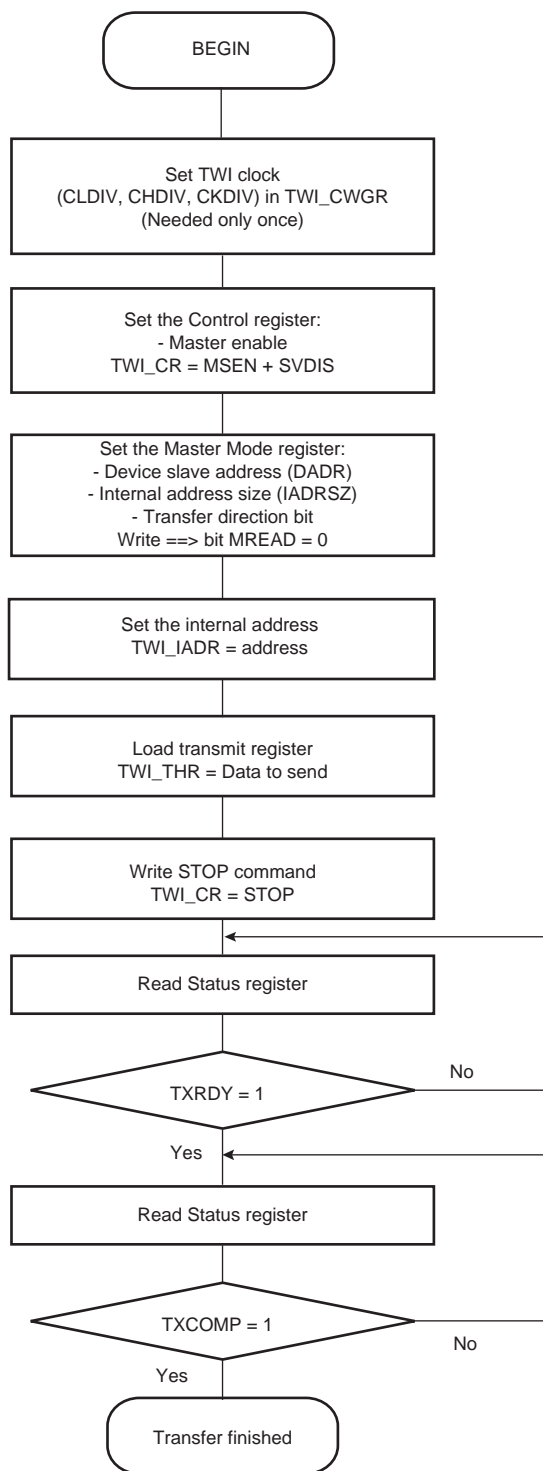 BEGIN
Set TWI clock
(CLDIV, CHDIV, CKDIV) in TWI_CWGR
(Needed only once)
Set the Control register:
- Master enable
TWI_CR = MSEN + SVDIS
Set the Master Mode register:
- Device slave address (DADR)
- Internal address size (IADRSZ)
- Transfer direction bit
Write ==> bit MREAD = 0
Set the internal address
TWI_IADR = address
Load transmit register
TWI_THR = Data to send
Write STOP command
TWI_CR = STOP
Read Status register
TXRDY = 1
No
Yes
Read Status register
TXCOMP = 1
No
Yes
Transfer finished